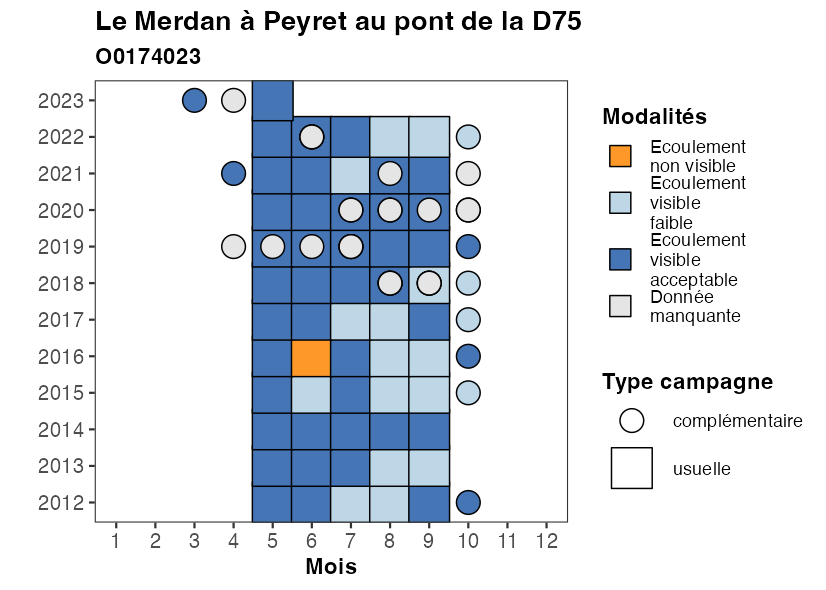 Le Merdan à Peyret au pont de la D75
O0174023
2023
2022
2021
2020
2019
2018
2017
2016
2015
2014
2013
2012
1 2 3 4 5 6 7 8 9 10 11 12
Mois
Modalités
Ecoulement
non visible
Ecoulement
visible
faible
Ecoulement
visible
acceptable
Donnée
manquante
Type campagne
complémentaire
usuelle